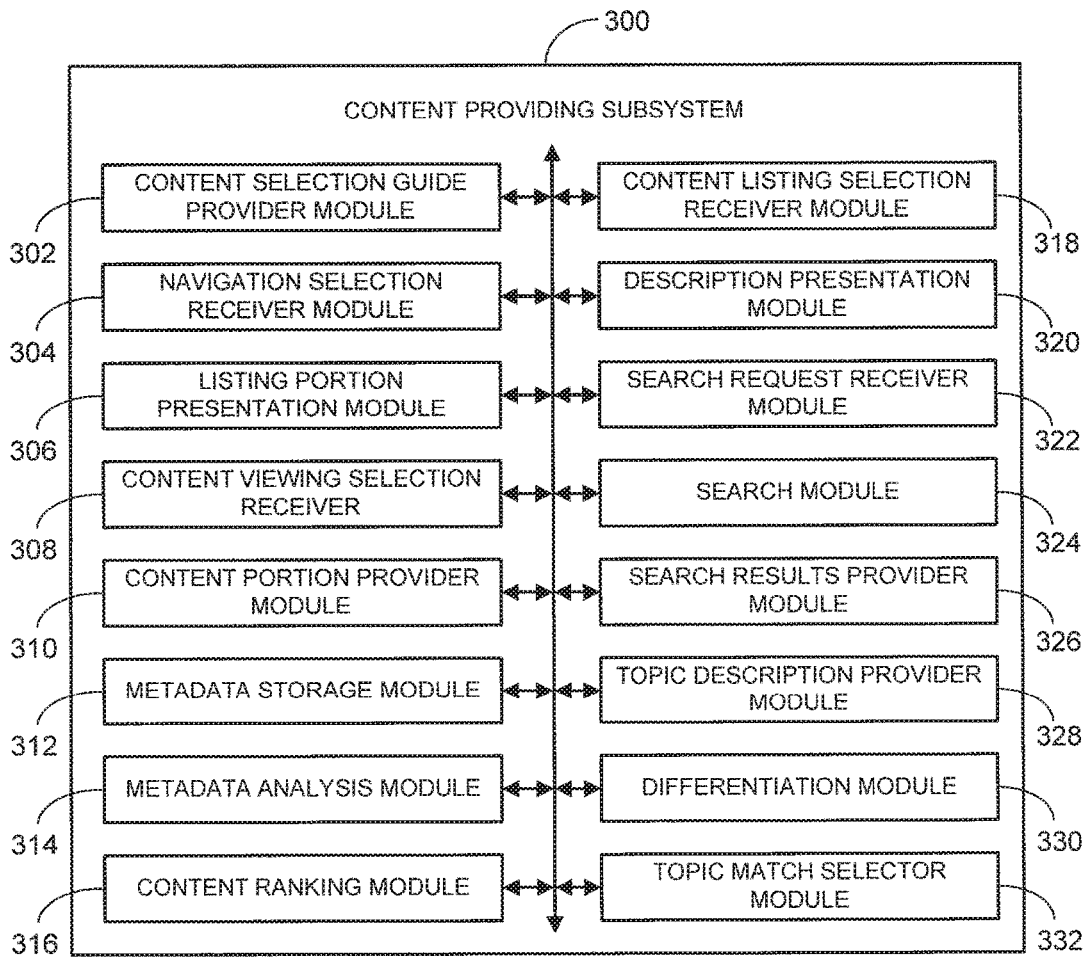 300
CONTENT PROVIDING SUBSYSTEM
CONTENT SELECTION GUIDE
PROVIDER MODULE
302
CONTENT LISTING SELECTION
RECEIVER MODULE
318
NAVIGATION SELECTION
RECEIVER MODULE
304
DESCRIPTION PRESENTATION
MODULE
320
LISTING PORTION
PRESENTATION MODULE
306
SEARCH REQUEST RECEIVER
MODULE
322
CONTENT VIEWING SELECTION
RECEIVER
308
SEARCH MODULE
324
CONTENT PORTION PROVIDER
MODULE
310
SEARCH RESULTS PROVIDER
MODULE
326
METADATA STORAGE MODULE
312
TOPIC DESCRIPTION PROVIDER
MODULE
328
METADATA ANALYSIS MODULE
314
DIFFERENTIATION MODULE
330
CONTENT RANKING MODULE
316
TOPIC MATCH SELECTOR
MODULE
332